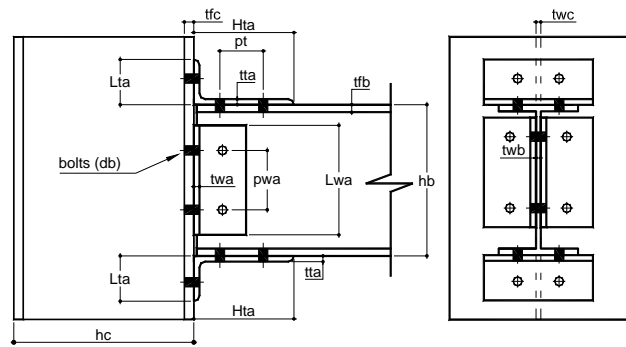 tfc
Hta
twc
pt
Lta
tta
tfb
bolts (db)
twa
pwa
Lwa
hb
twb
Lta
tta
Hta
hc